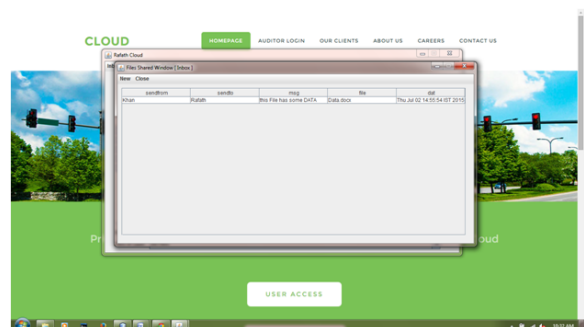 CLOUD
HOMEPAGE AUDITOR LOGIN OUR CLIENTS ABOUT US CAREERS CONTACT US
Rafath Cloud
Files Shared Window [ Inbox ]
New Close
sendfrom sendto msg file dat
Khan Rafath this File has some DATA Data.docx Thu Jul 02 14:55:54 IST 2015
Pr oud
USER ACCESS